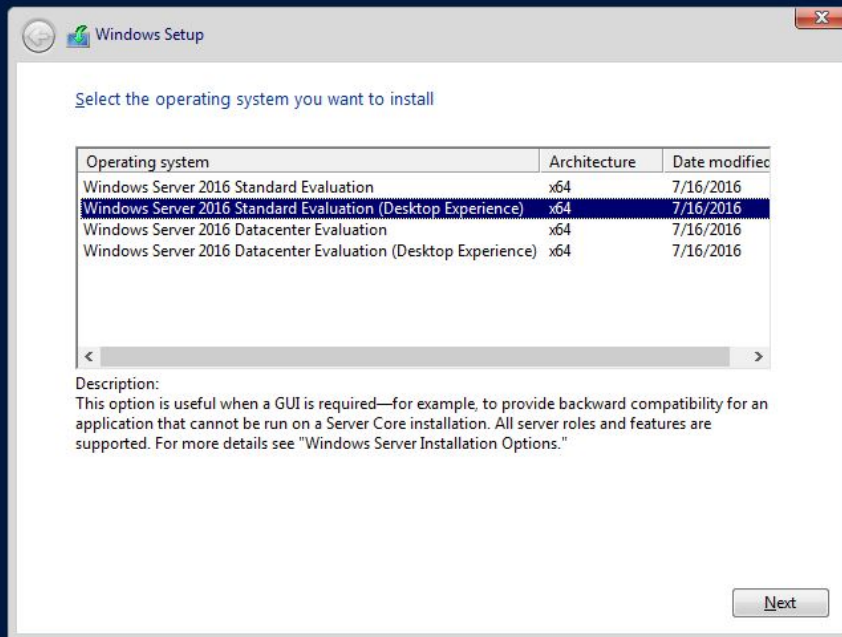 Windows Setup
Select the operating system you want to install
Operating system Architecture Date modified
Windows Server 2016 Standard Evaluation x64 7/16/2016
Windows Server 2016 Standard Evaluation (Desktop Experience) x64 7/16/2016
Windows Server 2016 Datacenter Evaluation x64 7/16/2016
Windows Server 2016 Datacenter Evaluation (Desktop Experience) x64 7/16/2016
Description:
This option is useful when a GUI is required—for example, to provide backward compatibility for an
application that cannot be run on a Server Core installation. All server roles and features are
supported. For more details see "Windows Server Installation Options."
Next